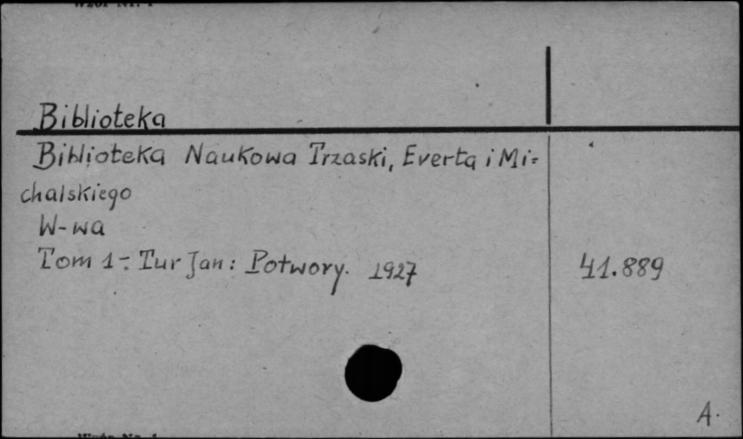 Biblioteka
Biblioteka Naukowa Trzaski, Everta i Mi=
chalskiego
W-wa
Tom 1-: Tur Jan: Potwory. 1927 41.889
A.